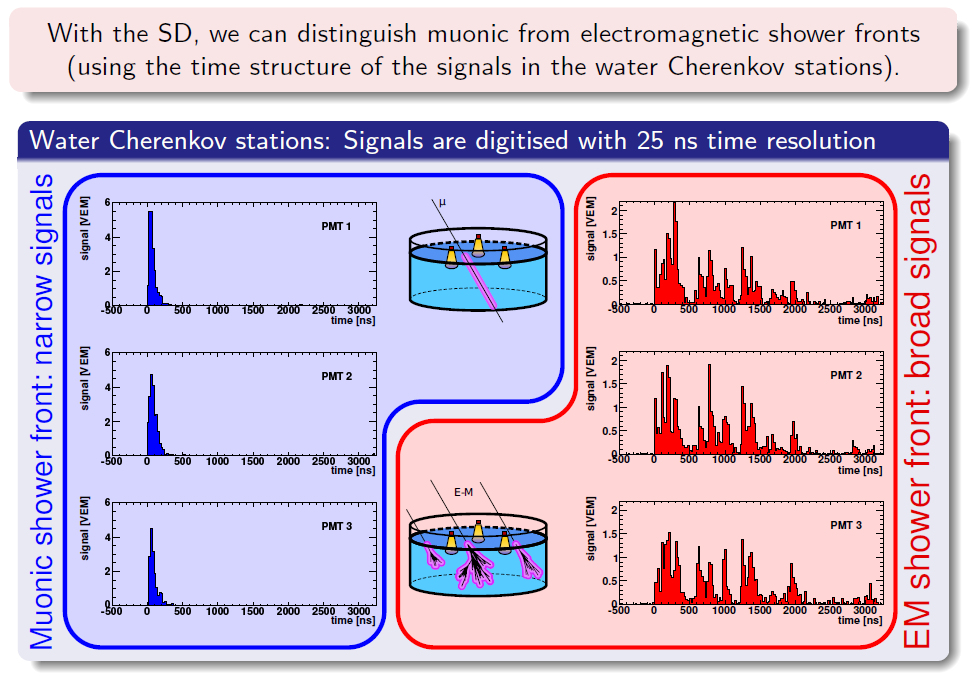 With the SD, we can distinguish muonic from electromagnetic shower fronts
(using the time structure of the signals in the water Cherenkov stations).
Water Cherenkov stations: Signals are digitised with 25 ns time resolution
Muonic shower front: narrow signals
signal [VEM]
6
4
2
0
PMT 1
-500 0 500 1000 1500 2000 2500 3000
time [ns]
signal [VEM]
6
4
2
0
PMT 2
-500 0 500 1000 1500 2000 2500 3000
time [ns]
signal [VEM]
6
4
2
0
PMT 3
-500 0 500 1000 1500 2000 2500 3000
time [ns]
μ
E-M
signal [VEM]
2
1.5
1
0.5
0
PMT 1
-500 0 500 1000 1500 2000 2500 3000
time [ns]
signal [VEM]
2
1.5
1
0.5
0
PMT 2
-500 0 500 1000 1500 2000 2500 3000
time [ns]
signal [VEM]
2
1.5
1
0.5
0
PMT 3
-500 0 500 1000 1500 2000 2500 3000
time [ns]
EM shower front: broad signals